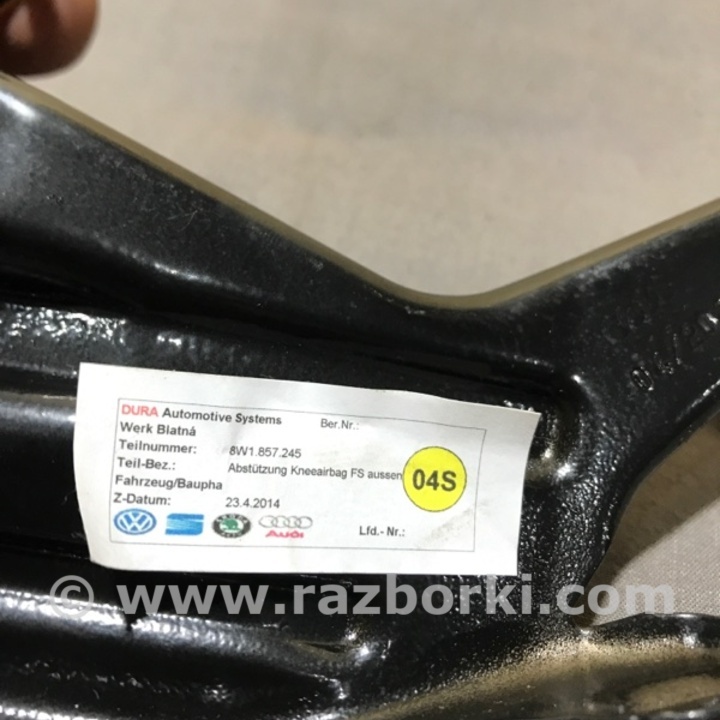 DURA Automotive Systems Ber.Nr.:
Werk Blatná
Teilnummer: 8W1.857.245
Teil-Bez.: Abstützung Kneeairbag FS aussen
Fahrzeug/Baupha
Z-Datum: 23.4.2014
04S
Audi
Lfd.- Nr.:
© www.razborki.com